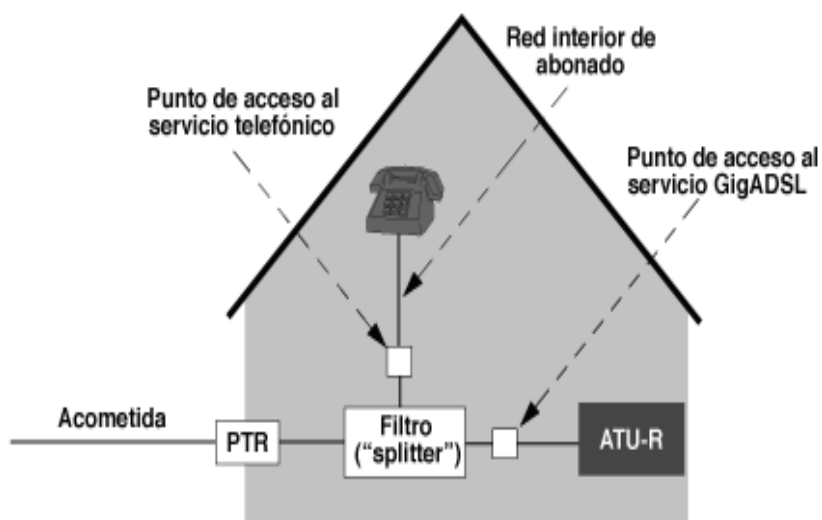 Red interior de
abonado
Punto de acceso al
servicio telefónico
Punto de acceso al
servicio GigADSL
Acometida
PTR
Filtro
("splitter")
ATU-R